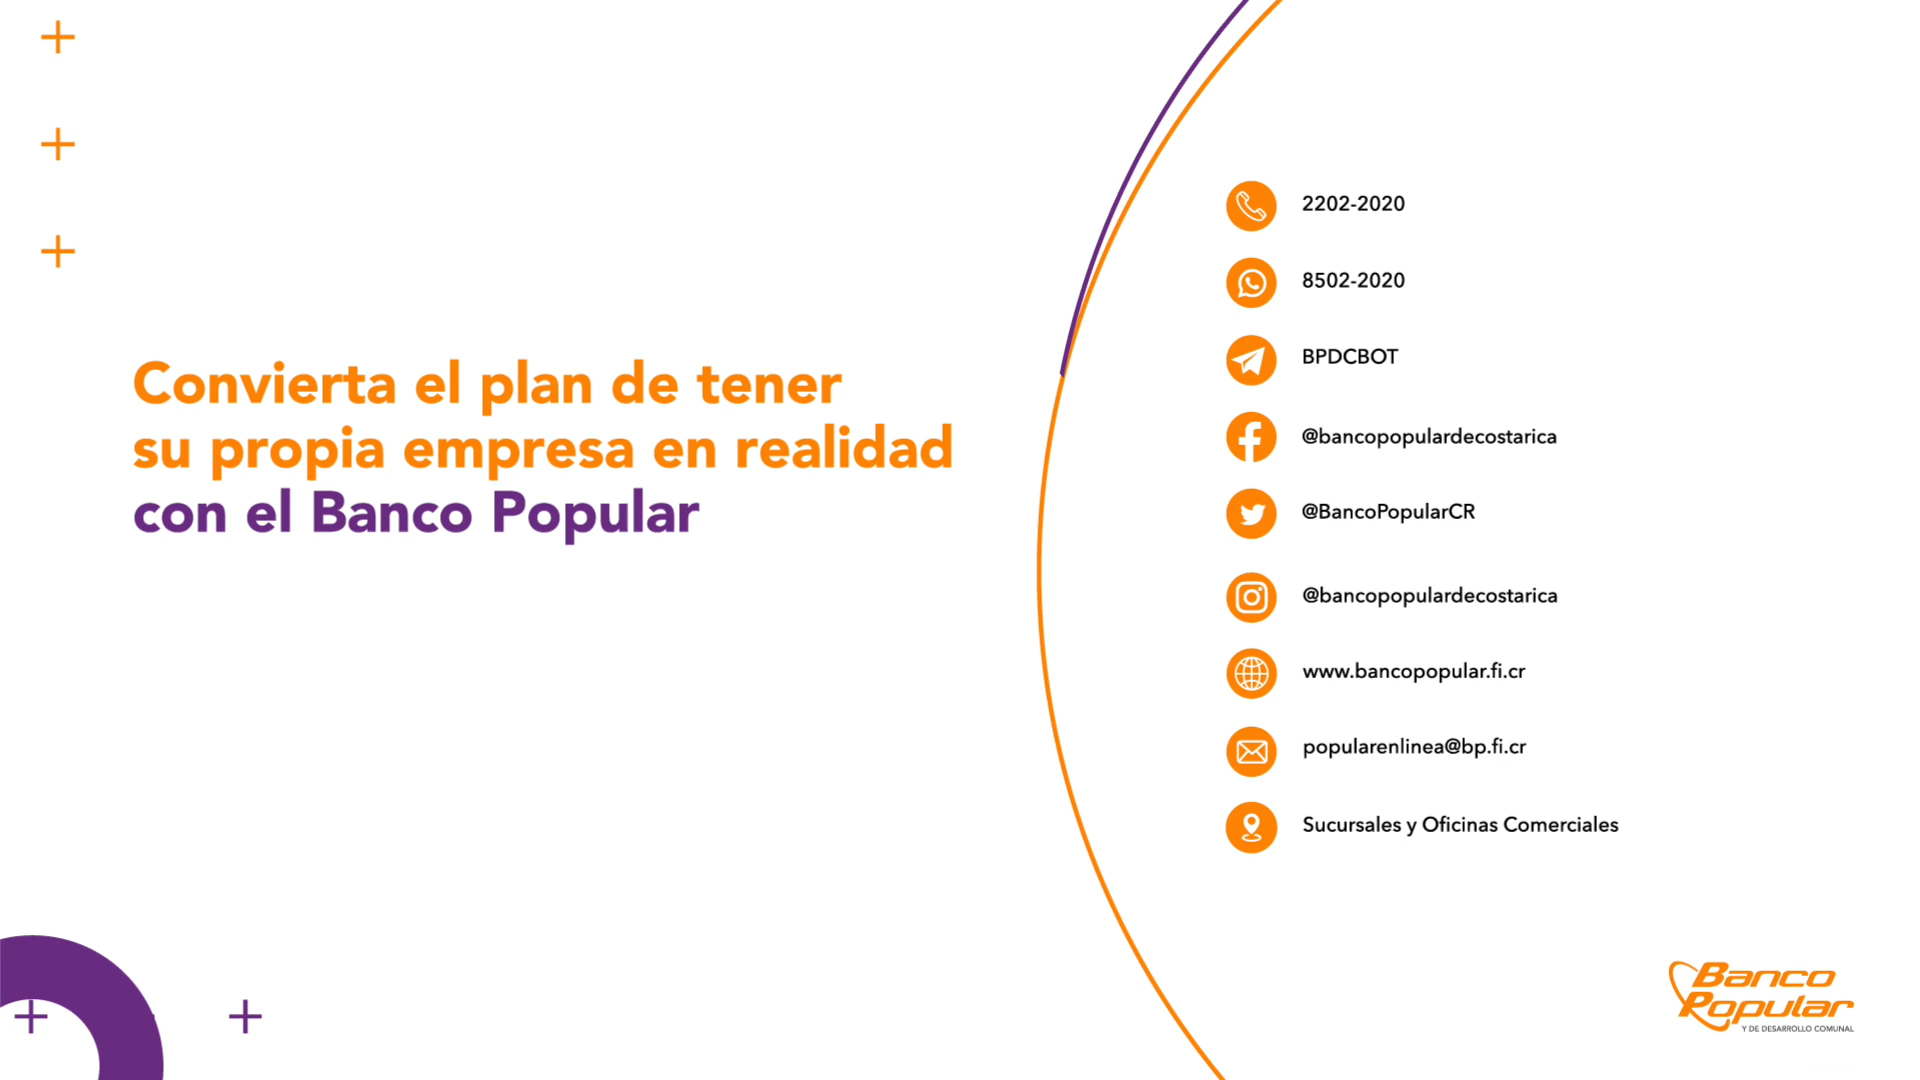 Convierta el plan de tener
su propia empresa en realidad
con el Banco Popular
2202-2020
8502-2020
BPDCBOT
@bancopopulardecostarica
@BancoPopularCR
@bancopopulardecostarica
www.bancopopular.fi.cr
popularenlinea@bp.fi.cr
Sucursales y Oficinas Comerciales
Banco
Popular
Y DE DESARROLLO COMUNAL